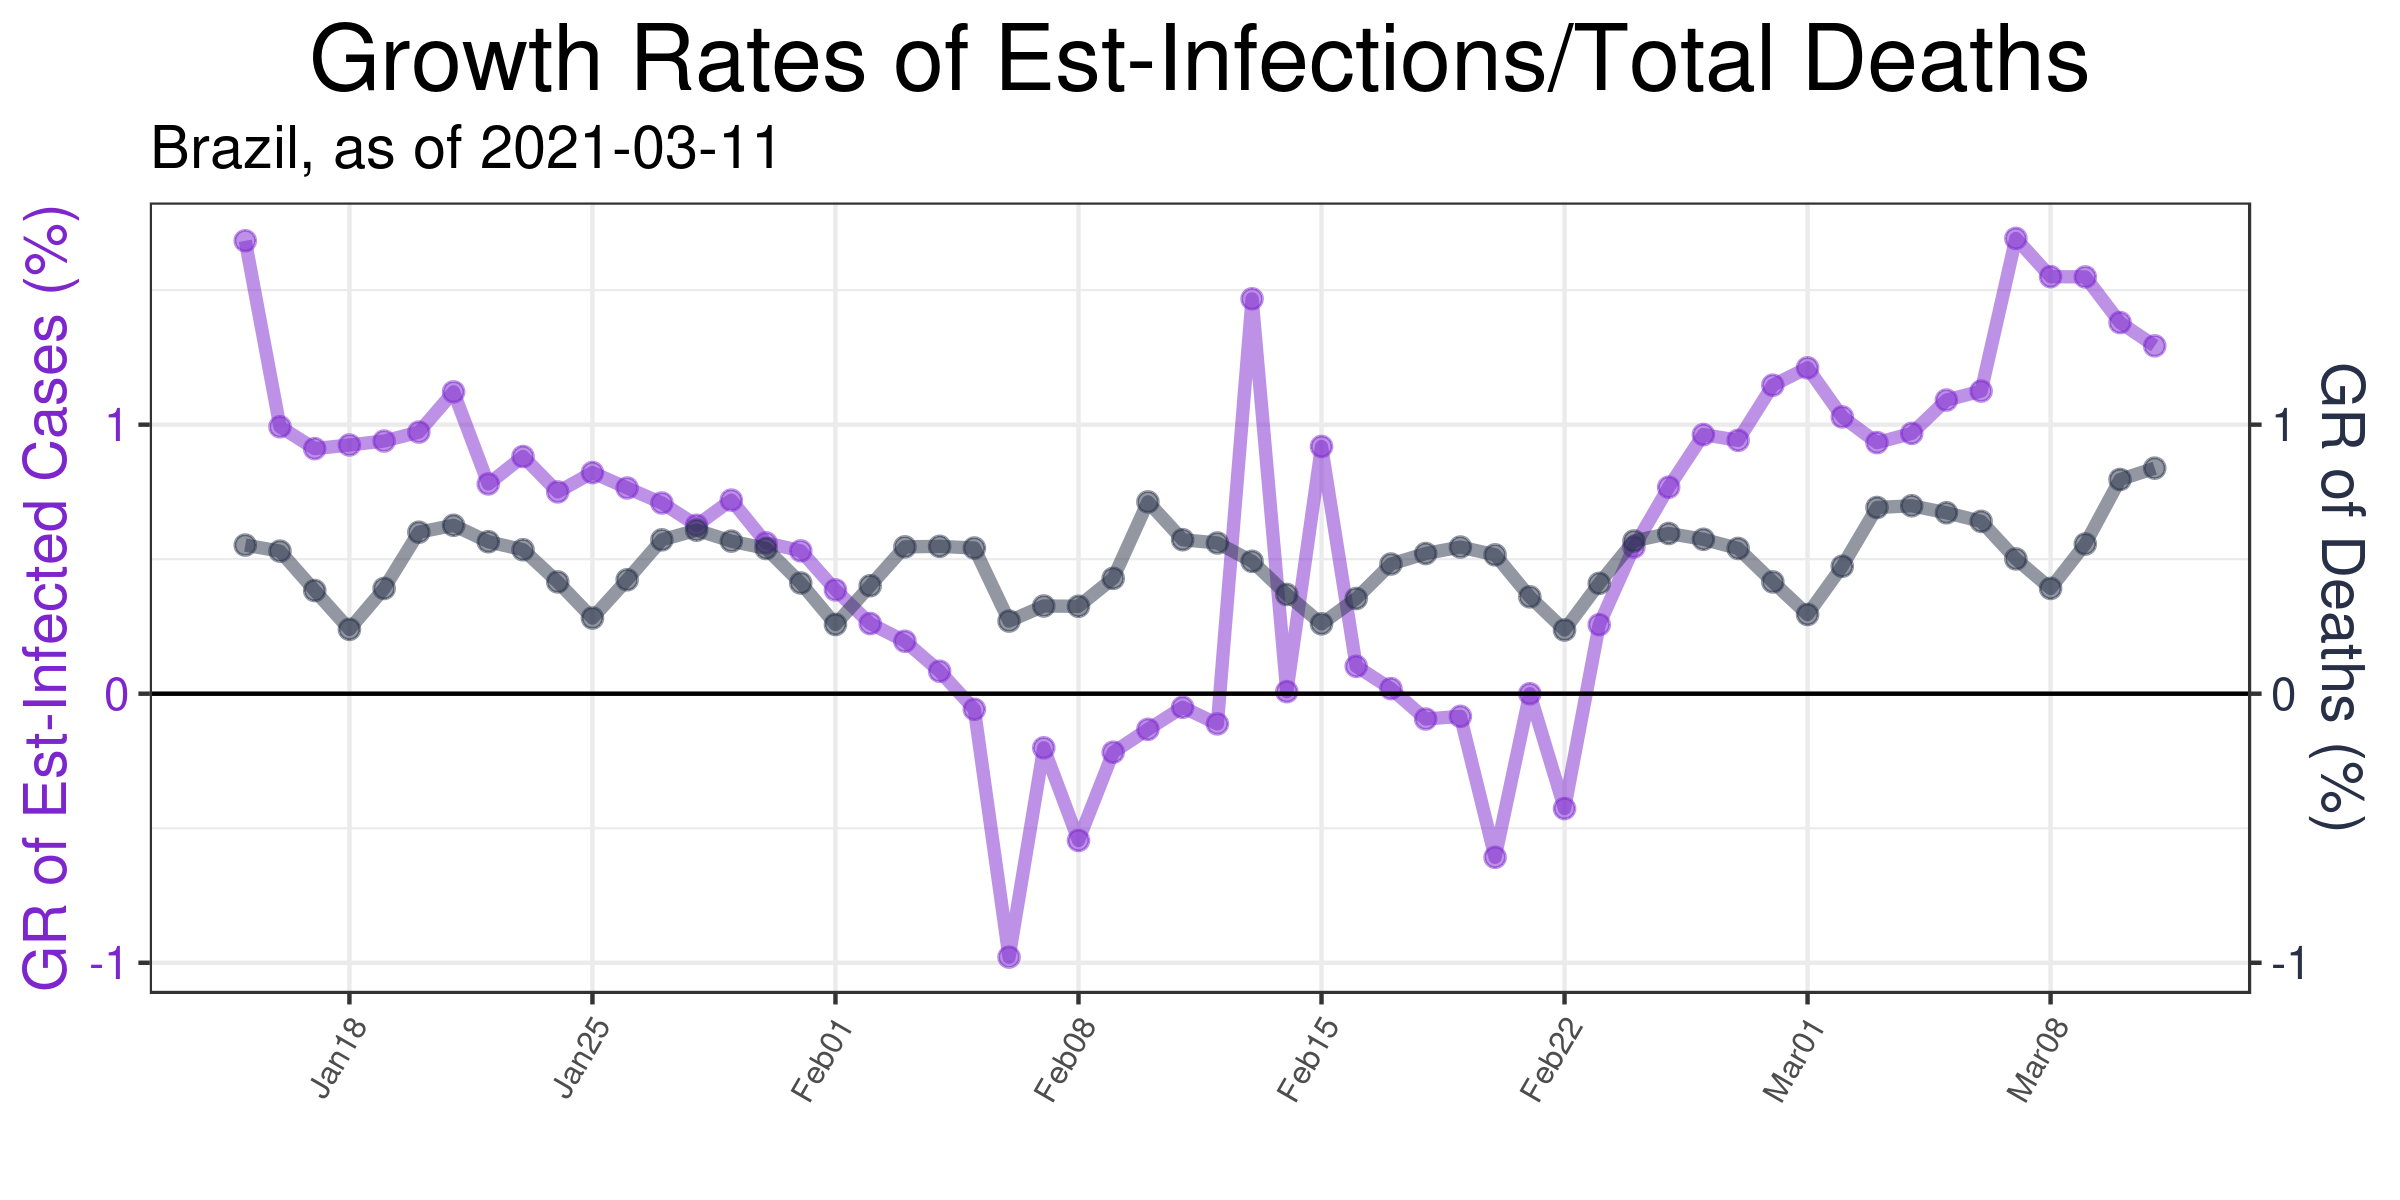 Growth Rates of Est-Infections/Total Deaths
Brazil, as of 2021-03-11
GR of Est-Infected Cases (%)
1
0
-1
GR of Deaths (%)
1
0
-1
Jan18
Jan25
Feb01
Feb08
Feb15
Feb22
Mar01
Mar08